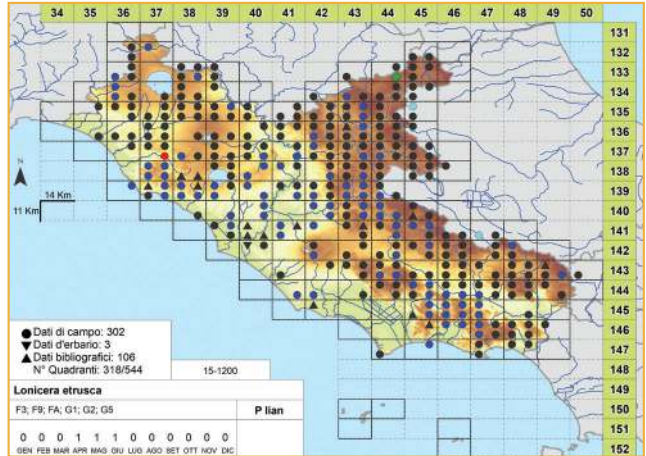 34 35 36 37 38 39 40 41 42 43 44 45 46 47 48 49 50
131
132
133
134
135
136
137
138
139
140
141
142
143
144
145
146
147
148
149
150
151
152
N
14 Km
11 Km
Dati di campo: 302
Dati d'erbario: 3
Dati bibliografici: 106
N° Quadranti: 318/544
15-1200
Lonicera etrusca
F3; F9; FA; G1; G2; G5
P lian
0 0 0 1 1 1 0 0 0 0 0 0
GEN FEB MAR APR MAG GIU LUG AGO SET OTT NOV DIC